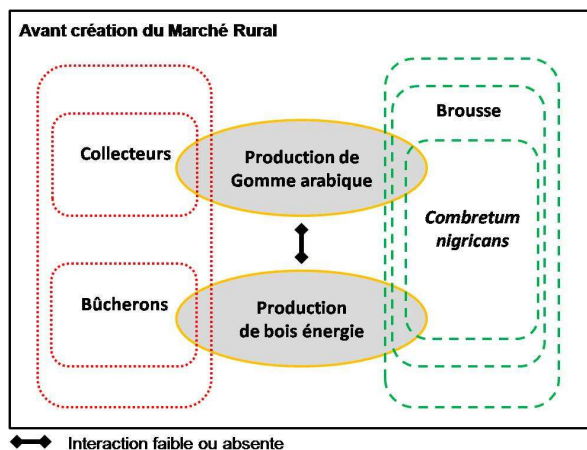 Avant création du Marché Rural
Brousse
Collecteurs
Production de
Gomme arabique
Combretum
nigricans
Bûcherons
Production
de bois énergie
Interaction faible ou absente